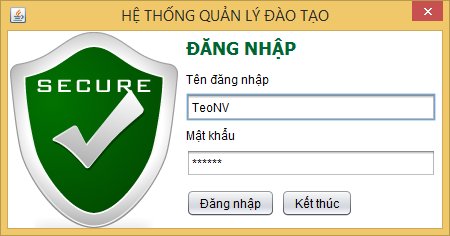 HỆ THỐNG QUẢN LÝ ĐÀO TẠO
SECURE
ĐĂNG NHẬP
Tên đăng nhập
TeoNV
Mật khẩu
******
Đăng nhập
Kết thúc